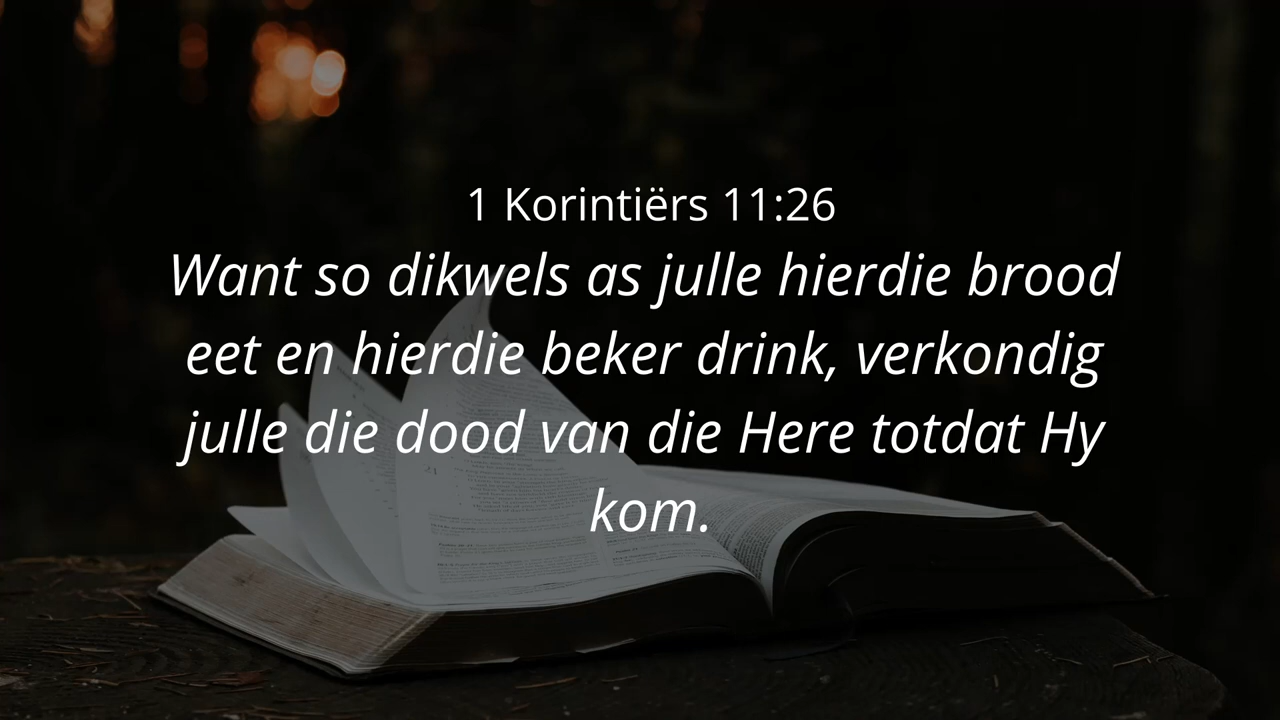 1 Korintiërs 11:26
Want so dikwels as julle hierdie brood
eet en hierdie beker drink, verkondig
julle die dood van die Here totdat Hy
kom.